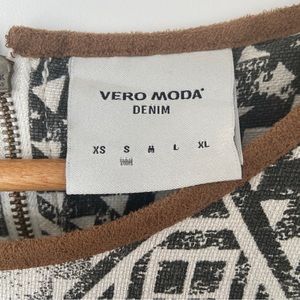 VERO MODA
DENIM
XS S M L XL